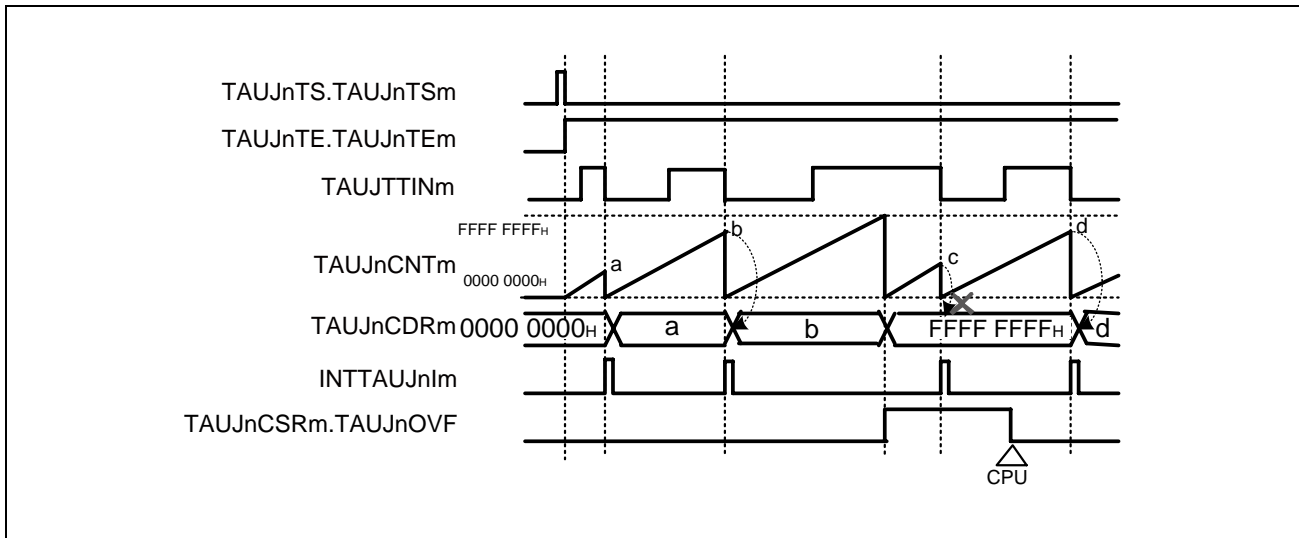 TAUJnTS.TAUJnTSm
TAUJnTE.TAUJnTEm
TAUJTTINm
FFFF FFFFH
b
d
TAUJnCNTm
a
c
0000 0000H
TAUJnCDRm 0000 0000H a b FFFF FFFFH d
INTTAUJnIm
TAUJnCSRm.TAUJnOVF
CPU